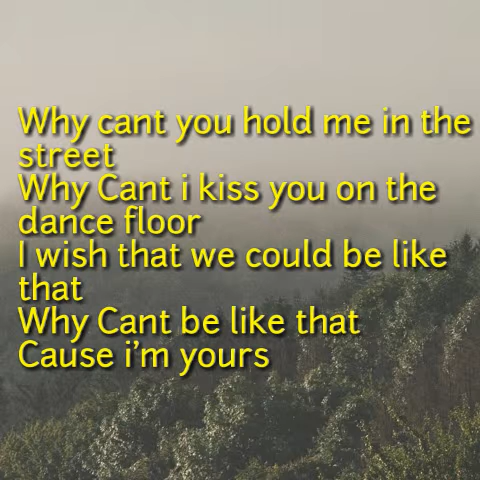 Why cant you hold me in the
street
Why Cant i kiss you on the
dance floor
I wish that we could be like
that
Why Cant be like that
Cause i’m yours